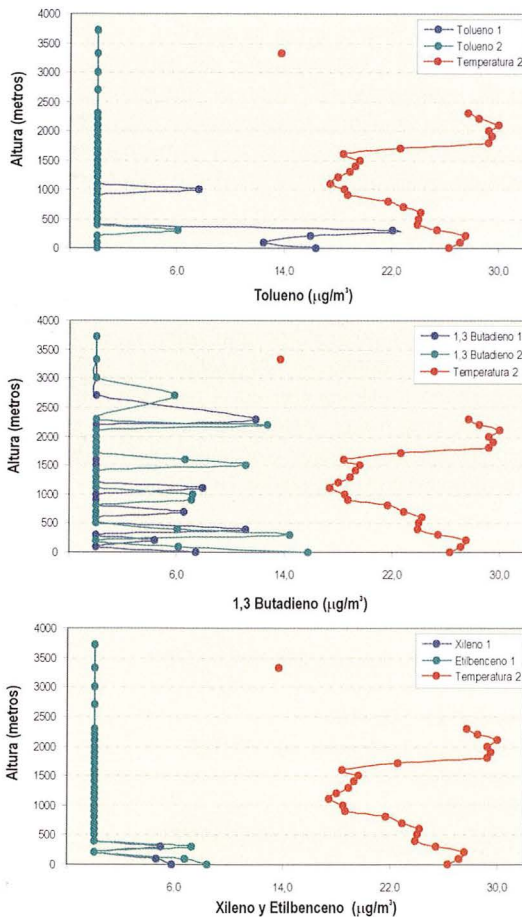 Tolueno 1
Tolueno 2
Temperatura 2
Altura (metros)
4000
3500
3000
2500
2000
1500
1000
500
0
6,0
14,0
22,0
30,0
Tolueno (µg/m³)
1,3 Butadieno 1
1,3 Butadieno 2
Temperatura 2
Altura (metros)
4000
3500
3000
2500
2000
1500
1000
500
0
6,0
14,0
22,0
30,0
1,3 Butadieno (µg/m³)
Xileno 1
Etilbenceno 1
Temperatura 2
Altura (metros)
4000
3500
3000
2500
2000
1500
1000
500
0
6,0
14,0
22,0
30,0
Xileno y Etilbenceno (µg/m³)